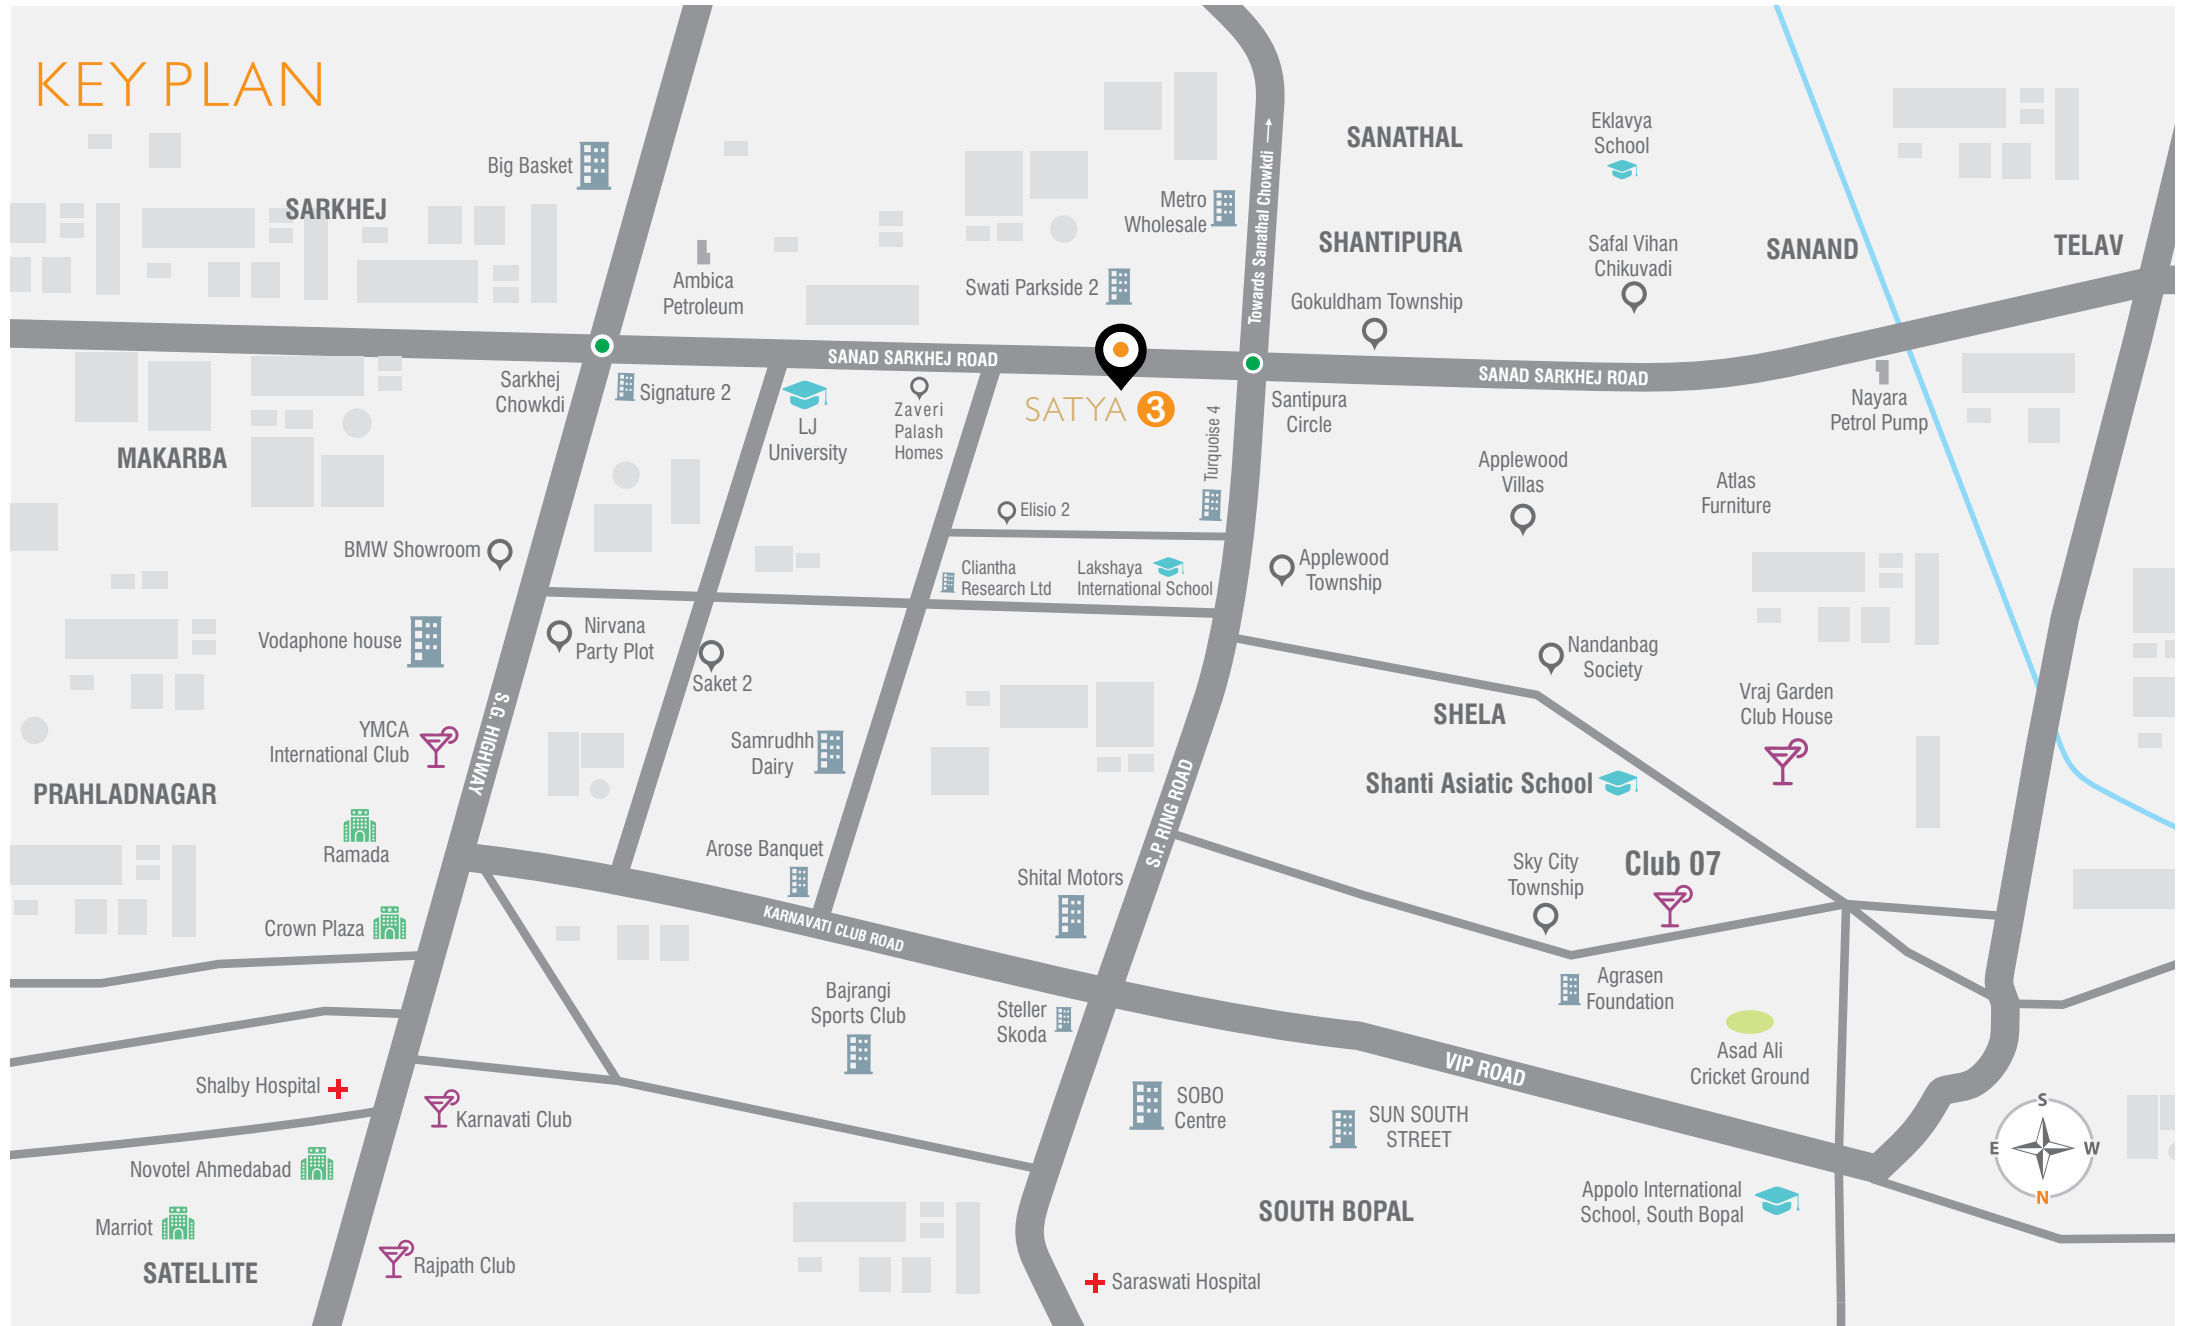 KEY PLAN
Big Basket
SARKHEJ
Ambica
Petroleum
Metro
Wholesale
Swati Parkside 2
Towards Sanathal Chowkdi
SANATHAL
SHANTIPURA
Gokuldham Township
Eklavya
School
Safal Vihan
Chikuvadi
SANAND
TELAV
SANAD SARKHEJ ROAD
SANAD SARKHEJ ROAD
Sarkhej
Chowkdi
Signature 2
LJ
University
Zaveri
Palash
Homes
SATYA 3
Turquoise 4
Santipura
Circle
Nayara
Petrol Pump
MAKARBA
Applewood
Villas
Atlas
Furniture
Elisio 2
BMW Showroom
Cliantha
Research Ltd
Lakshaya
International School
Applewood
Township
Vodaphone house
Nirvana
Party Plot
Saket 2
Nandanbag
Society
S.G. HIGHWAY
YMCA
International Club
Samrudhh
Dairy
SHELA
Vraj Garden
Club House
PRAHLADNAGAR
S.P. RING ROAD
Shanti Asiatic School
Ramada
Arose Banquet
Shital Motors
Sky City
Township
Club 07
Crown Plaza
KARNAVATI CLUB ROAD
Bajrangi
Sports Club
Steller
Skoda
Agrasen
Foundation
Asad Ali
Cricket Ground
VIP ROAD
Shalby Hospital
Karnavati Club
SOBO
Centre
SUN SOUTH
STREET
S
E
W
N
Novotel Ahmedabad
Marriot
SATELLITE
Rajpath Club
SOUTH BOPAL
Appolo International
School, South Bopal
Saraswati Hospital